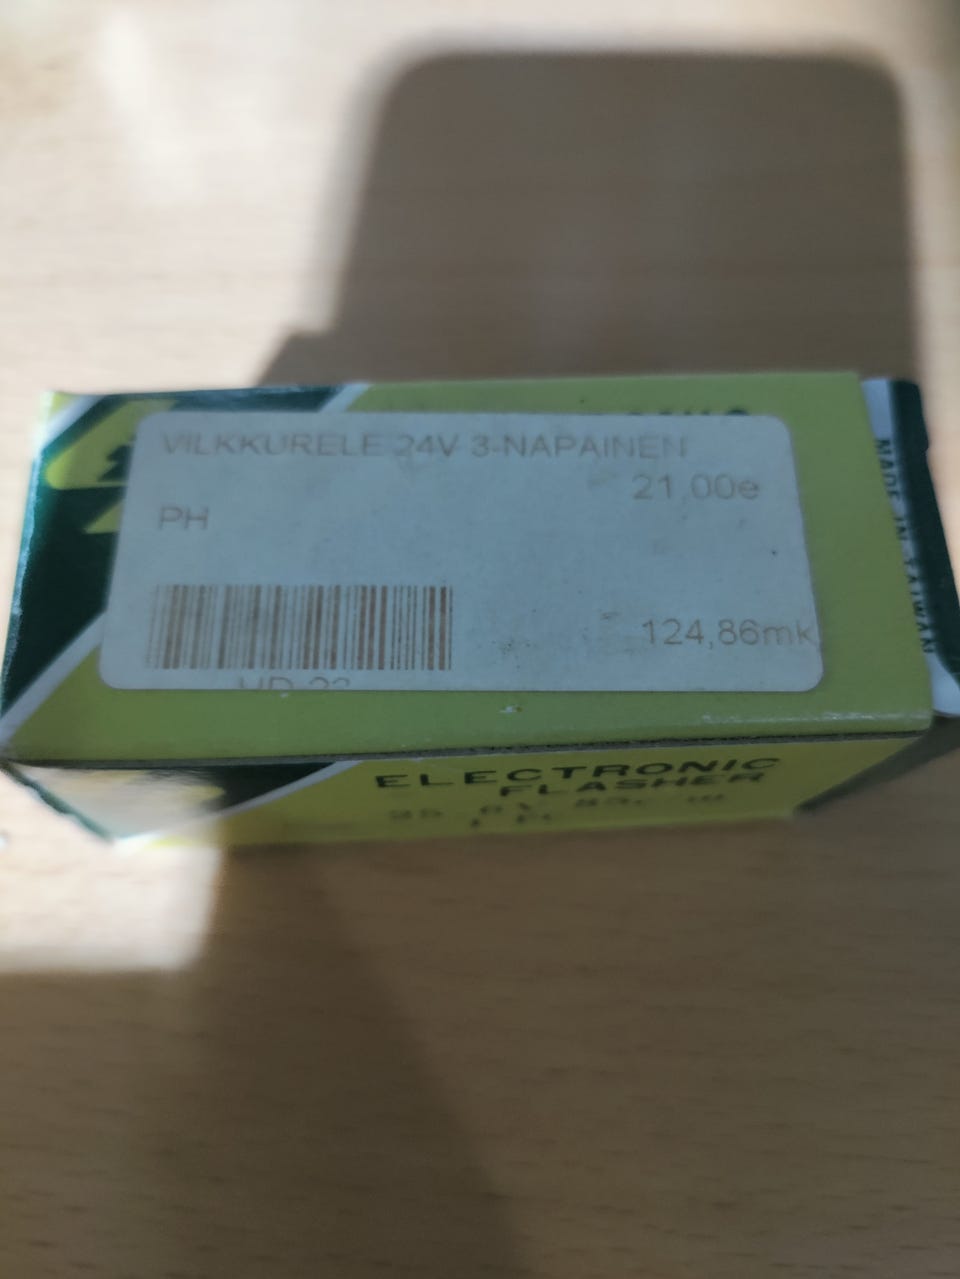 VILKKURELE 24V 3-NAPAINEN
21,00e
PH
124,86mk
MADE IN TAIWAN
ELECTRONIC
FLASHER